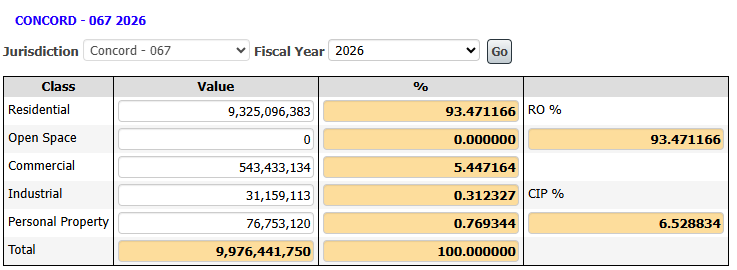 CONCORD - 067 2026
Jurisdiction Concord - 067 Fiscal Year 2026 Go
Class Value %
Residential 9,325,096,383 93.471166 RO %
Open Space 0 0.000000 93.471166
Commercial 543,433,134 5.447164
Industrial 31,159,113 0.312327 CIP %
Personal Property 76,753,120 0.769344 6.528834
Total 9,976,441,750 100.000000